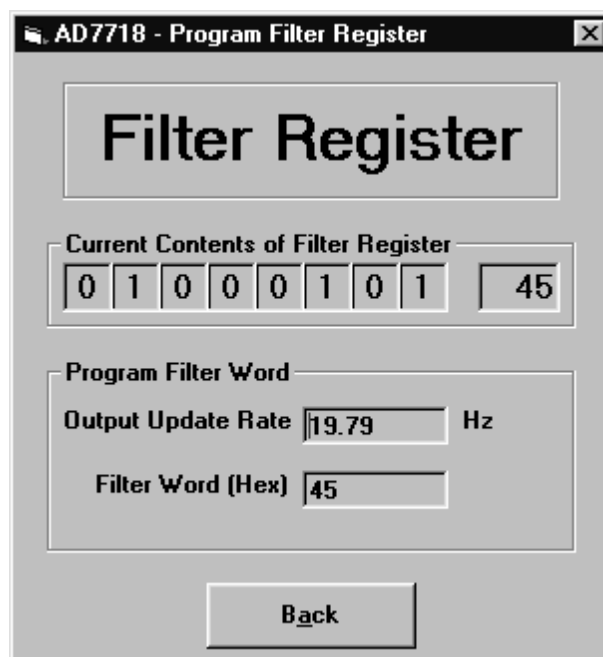 AD7718 - Program Filter Register
Filter Register
Current Contents of Filter Register
0 1 0 0 0 1 0 1 45
Program Filter Word
Output Update Rate 19.79 Hz
Filter Word (Hex) 45
Back